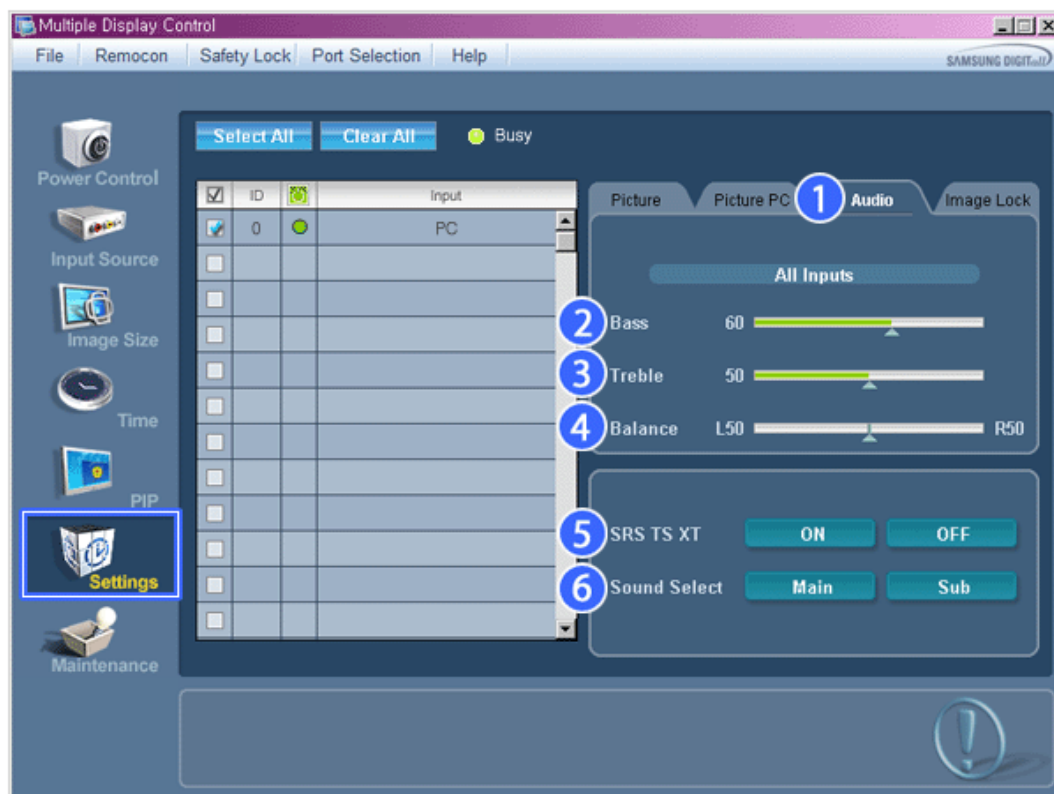 Multiple Display Control
File Remocon Safety Lock Port Selection Help
SAMSUNG DIGITall
Select All Clear All Busy
Power Control
Input Source
Image Size
Time
PIP
Settings
Maintenance
ID Input
0 PC
Picture Picture PC 1 Audio Image Lock
All Inputs
2 Bass 60
3 Treble 50
4 Balance L50 R50
5 SRS TS XT ON OFF
6 Sound Select Main Sub